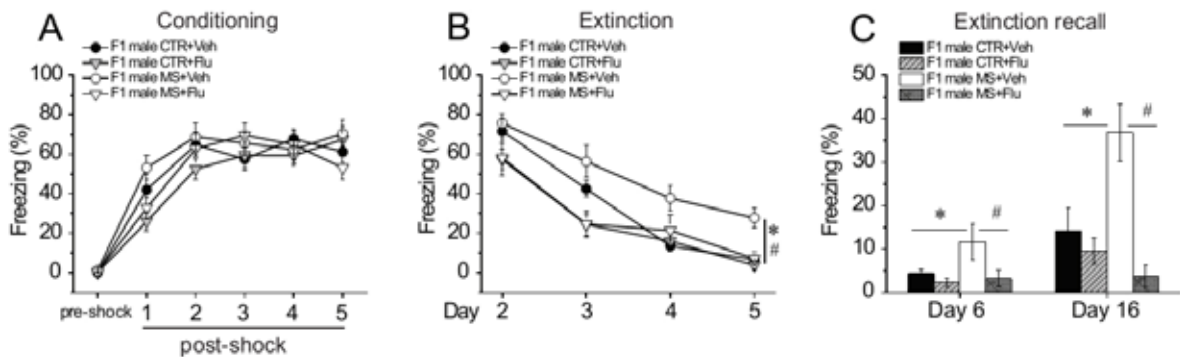 A
Conditioning
F1 male CTR+Veh
F1 male CTR+Flu
F1 male MS+Veh
F1 male MS+Flu
Freezing (%)
100
80
60
40
20
0
pre-shock 1 2 3 4 5
post-shock
B
Extinction
F1 male CTR+Veh
F1 male CTR+Flu
F1 male MS+Veh
F1 male MS+Flu
Freezing (%)
100
80
60
40
20
0
*
#
Day 2 3 4 5
C
Extinction recall
F1 male CTR+Veh
F1 male CTR+Flu
F1 male MS+Veh
F1 male MS+Flu
Freezing (%)
50
40
30
20
10
0
* #
* #
Day 6 Day 16